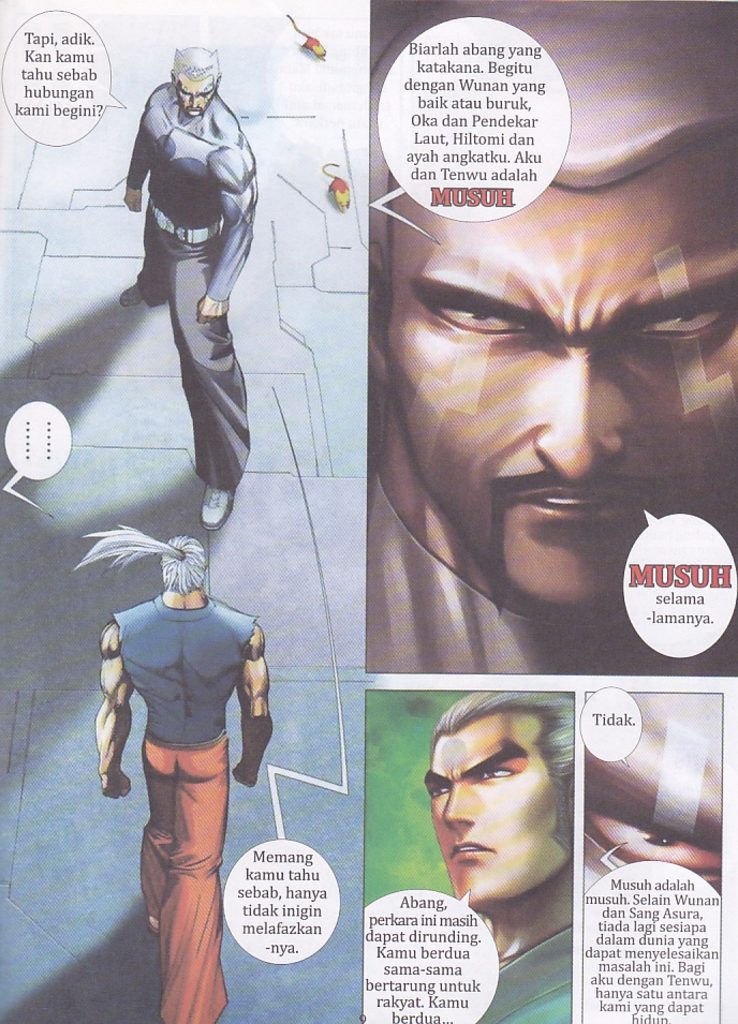 Tapi, adik.
Kan kamu
tahu sebab
hubungan
kami begini?
......
......
Memang
kamu tahu
sebab, hanya
tidak inigin
melafazkan
-nya.
Biarlah abang yang
katakana. Begitu
dengan Wunan yang
baik atau buruk,
Oka dan Pendekar
Laut, Hiltomi dan
ayah angkatku. Aku
dan Tenwu adalah
MUSUH
MUSUH
selama
-lamanya.
Abang,
perkara ini masih
dapat dirunding.
Kamu berdua
sama-sama
bertarung untuk
rakyat. Kamu
berdua...
Tidak.
Musuh adalah
musuh. Selain Wunan
dan Sang Asura,
tiada lagi sesiapa
dalam dunia yang
dapat menyelesaikan
masalah ini. Bagi
aku dengan Tenwu,
hanya satu antara
kami yang dapat
hidup.
9